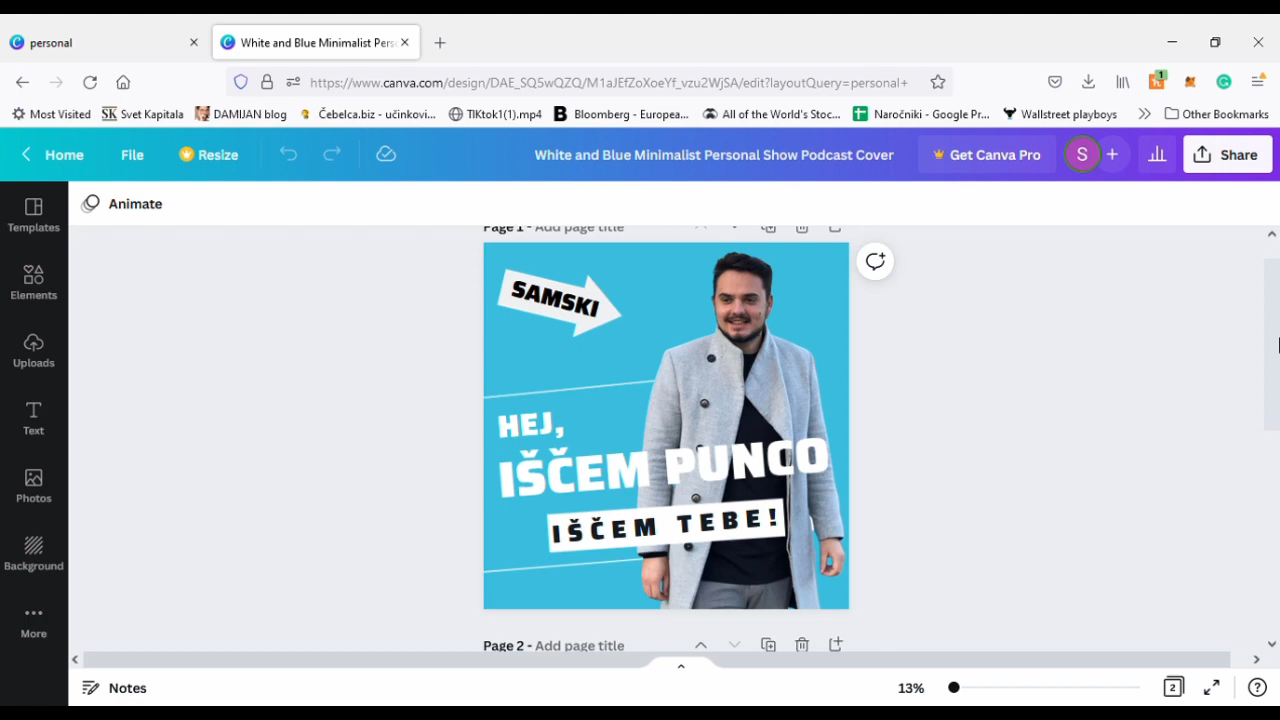 personal
White and Blue Minimalist Pers
https://www.canva.com/design/DAE_SQ5wQZQ/M1aJEfZoXoeYf_vzu2WjSA/edit?layoutQuery=personal+
1
Most Visited
SK Svet Kapitala
DAMIJAN blog
Čebelca.biz - učinkovi...
TIKtok1(1).mp4
B Bloomberg - Europea...
All of the World's Stoc...
Naročniki - Google Pr...
Wallstreet playboys
Other Bookmarks
Home
File
Resize
White and Blue Minimalist Personal Show Podcast Cover
Get Canva Pro
S
Share
Templates
Animate
Page 1 - Add page title
Elements
Uploads
Text
Photos
Background
More
SAMSKI
HEJ,
IŠČEM PUNCO
IŠČEM TEBE!
Page 2 - Add page title
Notes
13%
2